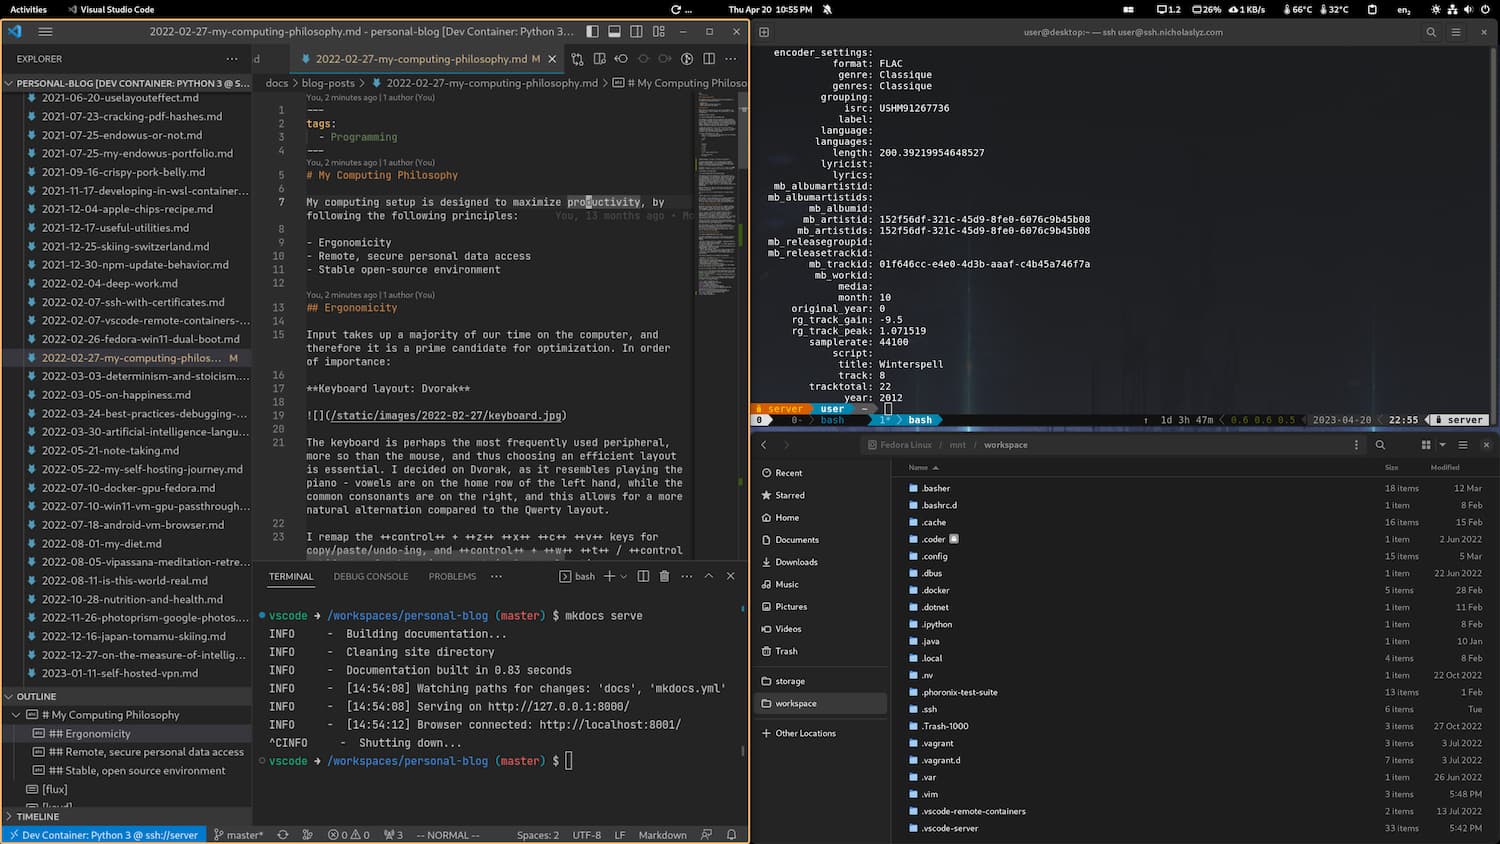 Activities
Visual Studio Code
...
Thu Apr 20 10:55 PM
1.2
26%
1 KB/s
66°C
32°C
en₂
2022-02-27-my-computing-philosophy.md - personal-blog [Dev Container: Python 3...
EXPLORER
PERSONAL-BLOG [DEV CONTAINER: PYTHON 3 @ S...
2021-06-20-uselayouteffect.md
2021-07-23-cracking-pdf-hashes.md
2021-07-25-endowus-or-not.md
2021-07-25-my-endowus-portfolio.md
2021-09-16-crispy-pork-belly.md
2021-11-17-developing-in-wsl-container...
2021-12-04-apple-chips-recipe.md
2021-12-17-useful-utilities.md
2021-12-25-skiing-switzerland.md
2021-12-30-npm-update-behavior.md
2022-02-04-deep-work.md
2022-02-07-ssh-with-certificates.md
2022-02-07-vscode-remote-containers-...
2022-02-26-fedora-win11-dual-boot.md
2022-02-27-my-computing-philos... M
2022-03-03-determinism-and-stoicism....
2022-03-05-on-happiness.md
2022-03-24-best-practices-debugging-...
2022-03-30-artificial-intelligence-langu...
2022-05-21-note-taking.md
2022-05-22-my-self-hosting-journey.md
2022-07-10-docker-gpu-fedora.md
2022-07-10-win11-vm-gpu-passthrough...
2022-07-18-android-vm-browser.md
2022-08-01-my-diet.md
2022-08-05-vipassana-meditation-retre...
2022-08-11-is-this-world-real.md
2022-10-28-nutrition-and-health.md
2022-11-26-photoprism-google-photos....
2022-12-16-japan-tomamu-skiing.md
2022-12-27-on-the-measure-of-intellig...
2023-01-11-self-hosted-vpn.md
OUTLINE
# My Computing Philosophy
## Ergonomicity
## Remote, secure personal data access
## Stable, open source environment
[flux]
TIMELINE
2022-02-27-my-computing-philosophy.md M
docs > blog-posts > 2022-02-27-my-computing-philosophy.md > # My Computing Philoso
You, 2 minutes ago | 1 author (You)
1 ---
2 tags:
3 - Programming
4 ---
You, 2 minutes ago | 1 author (You)
5 # My Computing Philosophy
6
7 My computing setup is designed to maximize productivity, by
following the following principles: You, 13 months ago • Mo
8
9 - Ergonomicity
10 - Remote, secure personal data access
11 - Stable open-source environment
12
You, 2 minutes ago | 1 author (You)
13 ## Ergonomicity
14
15 Input takes up a majority of our time on the computer, and
therefore it is a prime candidate for optimization. In order
of importance:
16
17 **Keyboard layout: Dvorak**
18
19 ![](/static/images/2022-02-27/keyboard.jpg)
20
21 The keyboard is perhaps the most frequently used peripheral,
more so than the mouse, and thus choosing an efficient layout
is essential. I decided on Dvorak, as it resembles playing the
piano - vowels are on the home row of the left hand, while the
common consonants are on the right, and this allows for a more
natural alternation compared to the Qwerty layout.
22
23 I remap the ++control++ + ++z++ ++x++ ++c++ ++v++ keys for
copy/paste/undo-ing, and ++control++ + ++w++ ++t++ / ++control
TERMINAL
DEBUG CONSOLE
PROBLEMS
bash
vscode → /workspaces/personal-blog (master) $ mkdocs serve
INFO - Building documentation...
INFO - Cleaning site directory
INFO - Documentation built in 0.83 seconds
INFO - [14:54:08] Watching paths for changes: 'docs', 'mkdocs.yml'
INFO - [14:54:08] Serving on http://127.0.0.1:8000/
INFO - [14:54:12] Browser connected: http://localhost:8001/
^CINFO - Shutting down...
vscode → /workspaces/personal-blog (master) $
Dev Container: Python 3 @ ssh://server
master*
0 0
3
-- NORMAL --
Spaces: 2
UTF-8
LF
Markdown
user@desktop:~ — ssh user@ssh.nicholaslyz.com
encoder_settings:
format: FLAC
genre: Classique
genres: Classique
grouping:
isrc: USHM91267736
label:
language:
languages:
length: 200.39219954648527
lyricist:
lyrics:
mb_albumartistid:
mb_albumartistids:
mb_albumid:
mb_artistid: 152f56df-321c-45d9-8fe0-6076c9b45b08
mb_artistids: 152f56df-321c-45d9-8fe0-6076c9b45b08
mb_releasegroupid:
mb_releasetrackid:
mb_trackid: 01f646cc-e4e0-4d3b-aaaf-c4b45a746f7a
mb_workid:
media:
month: 10
original_year: 0
rg_track_gain: -9.5
rg_track_peak: 1.071519
samplerate: 44100
script:
title: Winterspell
track: 8
tracktotal: 22
year: 2012
server user ~
0 0- bash 1* bash ↑ 1d 3h 47m < 0.6 0.6 0.5 2023-04-20 < 22:55 server
Fedora Linux / mnt / workspace
Recent
Starred
Home
Documents
Downloads
Music
Pictures
Videos
Trash
storage
workspace
Other Locations
Name Size Modified
.basher 18 items 12 Mar
.bashrc.d 1 item 8 Feb
.cache 16 items 15 Feb
.coder 1 item 2 Jun 2022
.config 15 items 5 Mar
.dbus 1 item 22 Jun 2022
.docker 5 items 28 Feb
.dotnet 1 item 11 Feb
.ipython 1 item 8 Feb
.java 1 item 10 Jan
.local 4 items 8 Feb
.nv 1 item 22 Oct 2022
.phoronix-test-suite 13 items 1 Feb
.ssh 6 items Tue
.Trash-1000 3 items 27 Oct 2022
.vagrant 1 item 3 Jul 2022
.vagrant.d 7 items 3 Jul 2022
.var 1 item 26 Jun 2022
.vim 3 items 5:48 PM
.vscode-remote-containers 2 items 13 Jul 2022
.vscode-server 33 items 5:42 PM